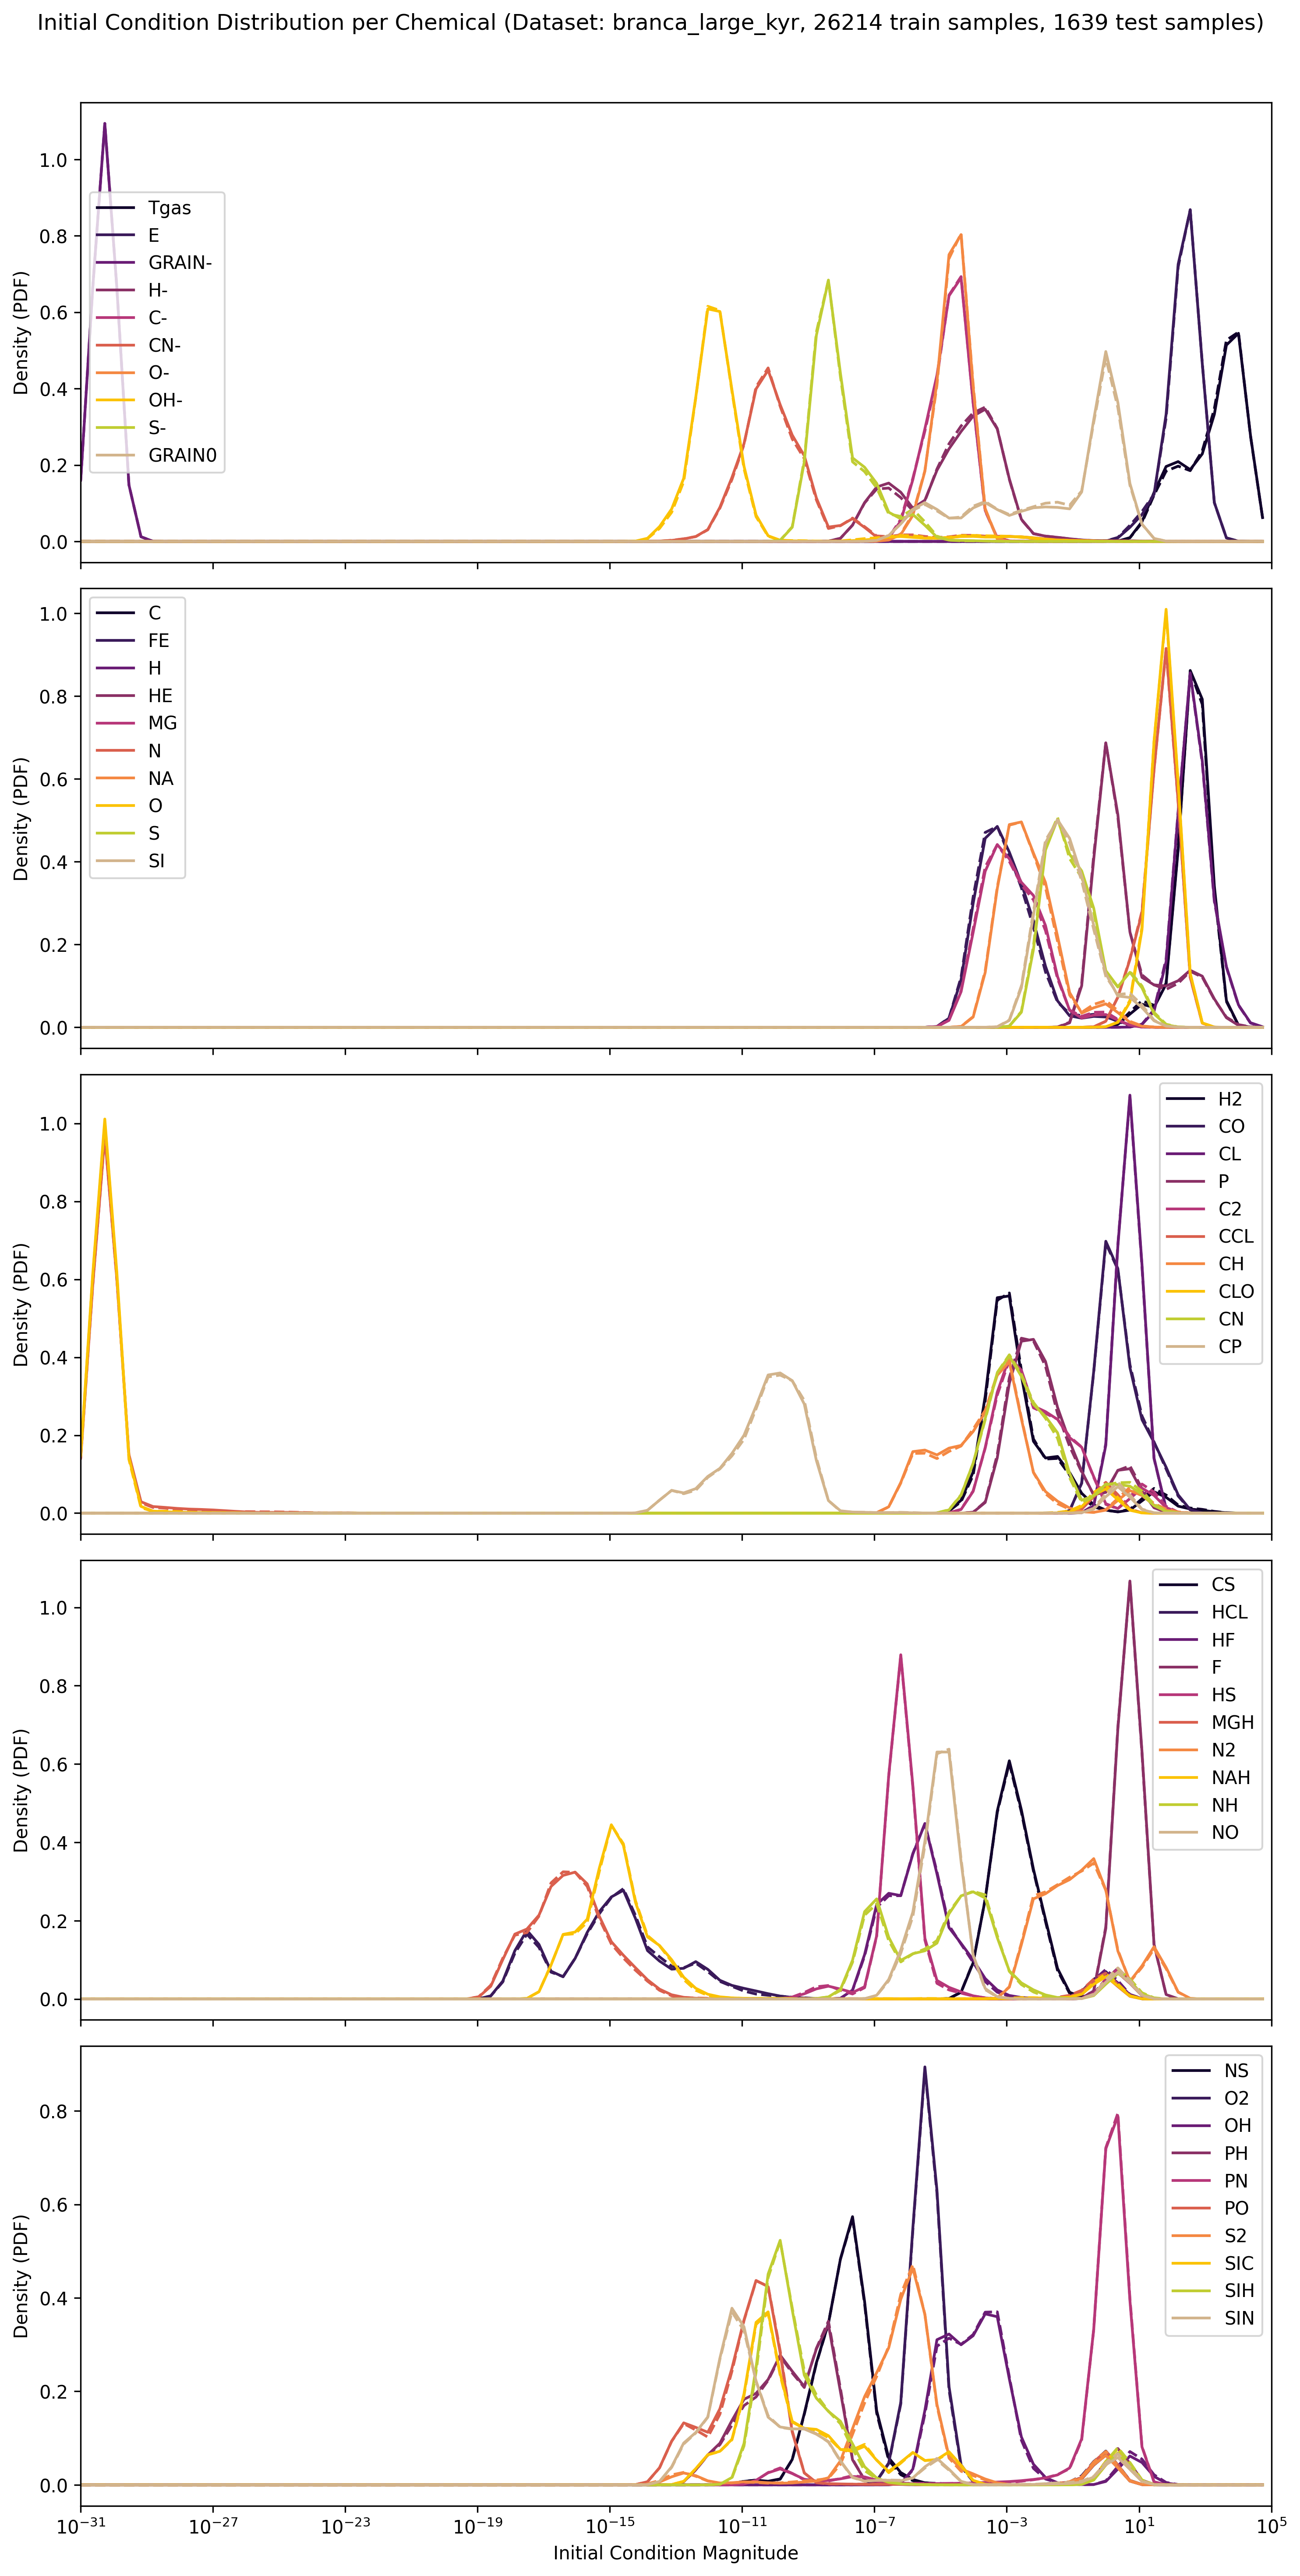 Initial Condition Distribution per Chemical (Dataset: branca_large_kyr, 26214 train samples, 1639 test samples)
Density (PDF)
1.0
0.8
0.6
0.4
0.2
0.0
Tgas
E
GRAIN-
H-
C-
CN-
O-
OH-
S-
GRAIN0
Density (PDF)
1.0
0.8
0.6
0.4
0.2
0.0
C
FE
H
HE
MG
N
NA
O
S
SI
Density (PDF)
1.0
0.8
0.6
0.4
0.2
0.0
H2
CO
CL
P
C2
CCL
CH
CLO
CN
CP
Density (PDF)
1.0
0.8
0.6
0.4
0.2
0.0
CS
HCL
HF
F
HS
MGH
N2
NAH
NH
NO
Density (PDF)
0.8
0.6
0.4
0.2
0.0
NS
O2
OH
PH
PN
PO
S2
SIC
SIH
SIN
10⁻³¹ 10⁻²⁷ 10⁻²³ 10⁻¹⁹ 10⁻¹⁵ 10⁻¹¹ 10⁻⁷ 10⁻³ 10¹ 10⁵
Initial Condition Magnitude